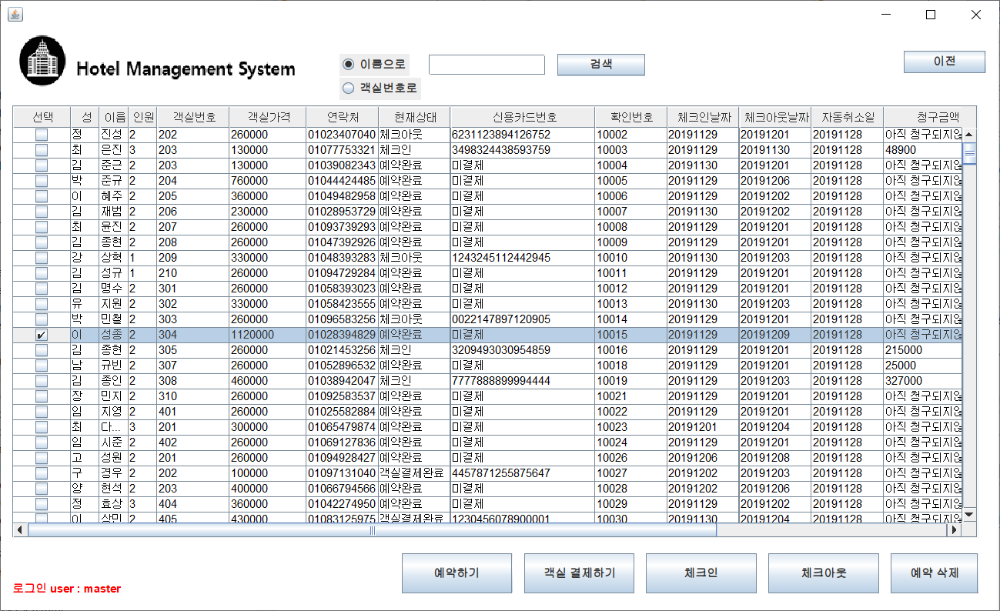 이름으로
Hotel Management System
검색
이전
객실번호로
선택 성 이름 인원 객실번호 객실가격 연락처 현재상태 신용카드번호 확인번호 체크인날짜 체크아웃날짜 자동취소일 청구금액
정 진성 2 202 260000 01023407040 체크아웃 6231123894126752 10002 20191129 20191201 20191128 아직 청구되지않
최 은진 3 203 130000 01077753321 체크인 3498324438593759 10003 20191129 20191130 20191128 48900
김 준근 2 203 130000 01039082343 예약완료 미결제 10004 20191130 20191201 20191128 아직 청구되지않
박 준규 2 204 760000 01044424485 예약완료 미결제 10005 20191129 20191206 20191128 아직 청구되지않
이 혜주 2 205 360000 01049482958 예약완료 미결제 10006 20191129 20191202 20191128 아직 청구되지않
김 재범 2 206 230000 01028953729 예약완료 미결제 10007 20191130 20191202 20191128 아직 청구되지않
최 윤진 2 207 260000 01093739293 예약완료 미결제 10008 20191129 20191201 20191128 아직 청구되지않
김 종현 2 208 260000 01047392926 예약완료 미결제 10009 20191129 20191201 20191128 아직 청구되지않
강 상혁 1 209 330000 01048393283 체크아웃 1243245112442945 10010 20191130 20191203 20191128 아직 청구되지않
김 성규 1 210 260000 01094729284 예약완료 미결제 10011 20191129 20191201 20191128 아직 청구되지않
김 명수 2 301 260000 01058393023 예약완료 미결제 10012 20191129 20191201 20191128 아직 청구되지않
유 지원 2 302 330000 01058423555 예약완료 미결제 10013 20191130 20191203 20191128 아직 청구되지않
박 민철 2 303 260000 01096583256 체크아웃 0022147897120905 10014 20191129 20191201 20191128 아직 청구되지않
이 성종 2 304 1120000 01028394829 예약완료 미결제 10015 20191129 20191209 20191128 아직 청구되지않
김 종현 2 305 260000 01021453256 체크인 3209493030954859 10016 20191129 20191201 20191128 215000
남 규빈 2 307 260000 01052896532 예약완료 미결제 10018 20191129 20191201 20191128 25000
김 종인 2 308 460000 01038942047 체크인 7777888899994444 10019 20191129 20191203 20191128 327000
장 민지 2 310 260000 01092583537 예약완료 미결제 10021 20191129 20191201 20191128 아직 청구되지않
임 지영 2 401 260000 01025582884 예약완료 미결제 10022 20191129 20191201 20191128 아직 청구되지않
최 다... 3 201 300000 01065479874 예약완료 미결제 10023 20191201 20191204 20191128 아직 청구되지않
임 시준 2 402 260000 01069127836 예약완료 미결제 10024 20191129 20191201 20191128 아직 청구되지않
고 성원 2 201 260000 01094928427 예약완료 미결제 10026 20191206 20191208 20191128 아직 청구되지않
구 경우 2 202 100000 01097131040 객실결제완료 4457871255875647 10027 20191202 20191203 20191128 아직 청구되지않
양 현석 2 203 400000 01066794566 예약완료 미결제 10028 20191202 20191206 20191128 아직 청구되지않
정 효상 3 404 360000 01042274950 예약완료 미결제 10029 20191129 20191202 20191128 아직 청구되지않
이 상민 2 405 430000 01083125975 객실결제완료 1230456078900001 10030 20191130 20191204 20191128 아직 청구되지않
예약하기 객실 결제하기 체크인 체크아웃 예약 삭제
로그인 user : master